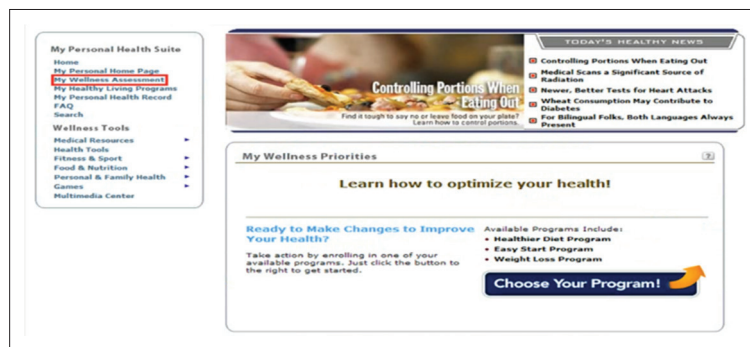 My Personal Health Suite
Home
My Personal Home Page
My Wellness Assessment
My Healthy Living Programs
My Personal Health Record
FAQ
Search
Wellness Tools
Medical Resources
Health Tools
Fitness & Sport
Food & Nutrition
Personal & Family Health
Games
Multimedia Center
Controlling Portions When
Eating Out
Find it tough to say no or leave food on your plate?
Learn how to control portions.
TODAY'S HEALTHY NEWS
Controlling Portions When Eating Out
Medical Scans a Significant Source of
Radiation
Newer, Better Tests for Heart Attacks
Wheat Consumption May Contribute to
Diabetes
For Bilingual Folks, Both Languages Always
Present
My Wellness Priorities
?
Learn how to optimize your health!
Ready to Make Changes to Improve
Your Health?
Take action by enrolling in one of your
available programs. Just click the button to
the right to get started.
Available Programs Include:
• Healthier Diet Program
• Easy Start Program
• Weight Loss Program
Choose Your Program!